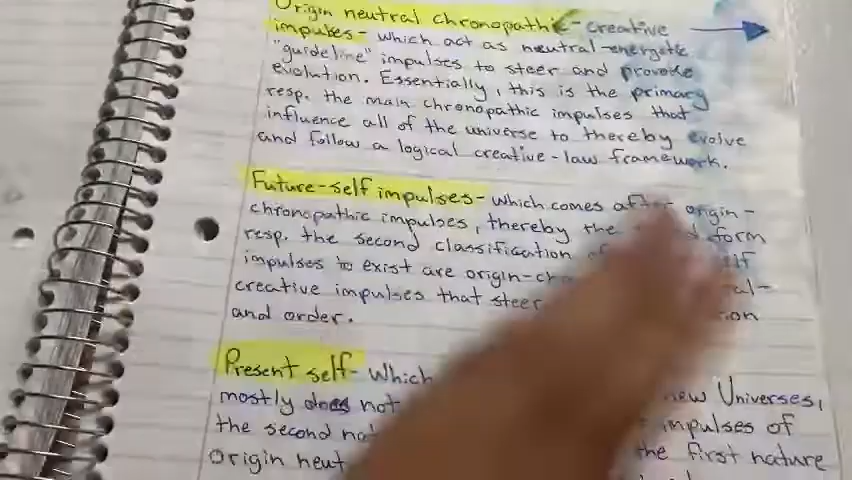 Origin neutral chronopathic - creative
impulses - which act as neutral-energetic
"guideline" impulses to steer and provide
evolution. Essentially, this is the primary
resp. the main chronopathic impulses that
influence all of the universe to thereby evolve
and follow a logical creative-law framework.
Future-self impulses - which comes after origin-
chronopathic impulses, thereby the form
resp. the second classification
impulses to exist are
creative impulses that steer
and order.
Present self - Which
mostly does not new Universes,
the second impulses of
Origin the first nature